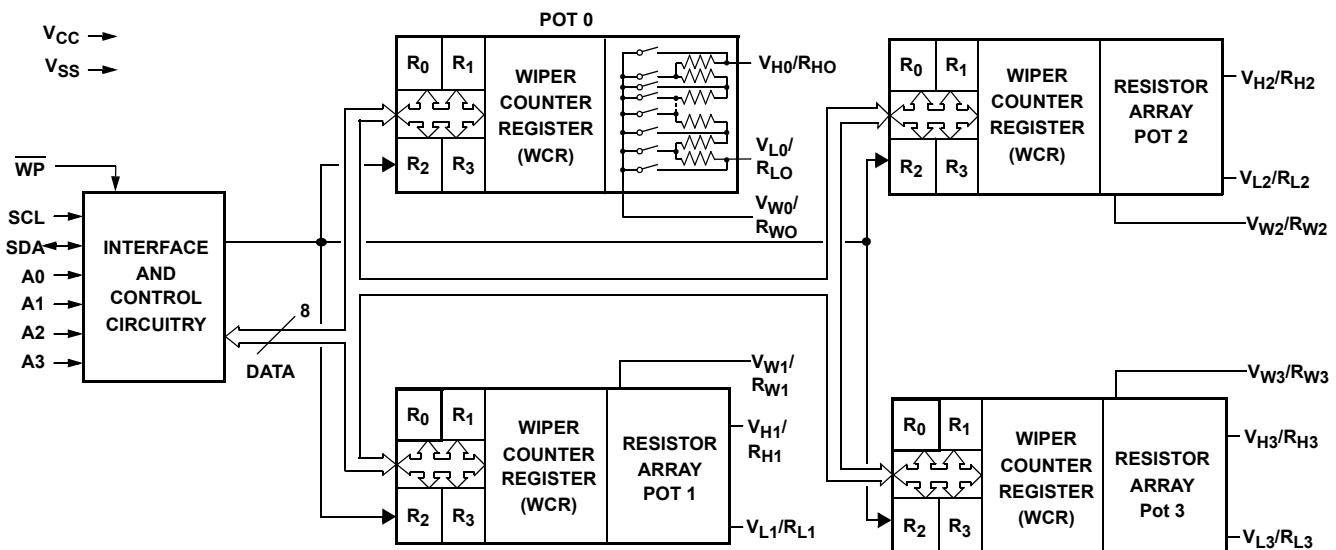 POT 0
V_CC
V_SS
WP
SCL
SDA
A0
A1
A2
A3
INTERFACE
AND
CONTROL
CIRCUITRY
8
DATA
R0 R1
R2 R3
WIPER
COUNTER
REGISTER
(WCR)
VH0/RHO
VL0/
RLO
VW0/
RWO
R0 R1
R2 R3
WIPER
COUNTER
REGISTER
(WCR)
RESISTOR
ARRAY
POT 2
VH2/RH2
VL2/RL2
VW2/RW2
R0 R1
R2 R3
WIPER
COUNTER
REGISTER
(WCR)
RESISTOR
ARRAY
POT 1
VW1/
RW1
VH1/
RH1
VL1/RL1
R0 R1
R2 R3
WIPER
COUNTER
REGISTER
(WCR)
RESISTOR
ARRAY
Pot 3
VW3/RW3
VH3/RH3
VL3/RL3